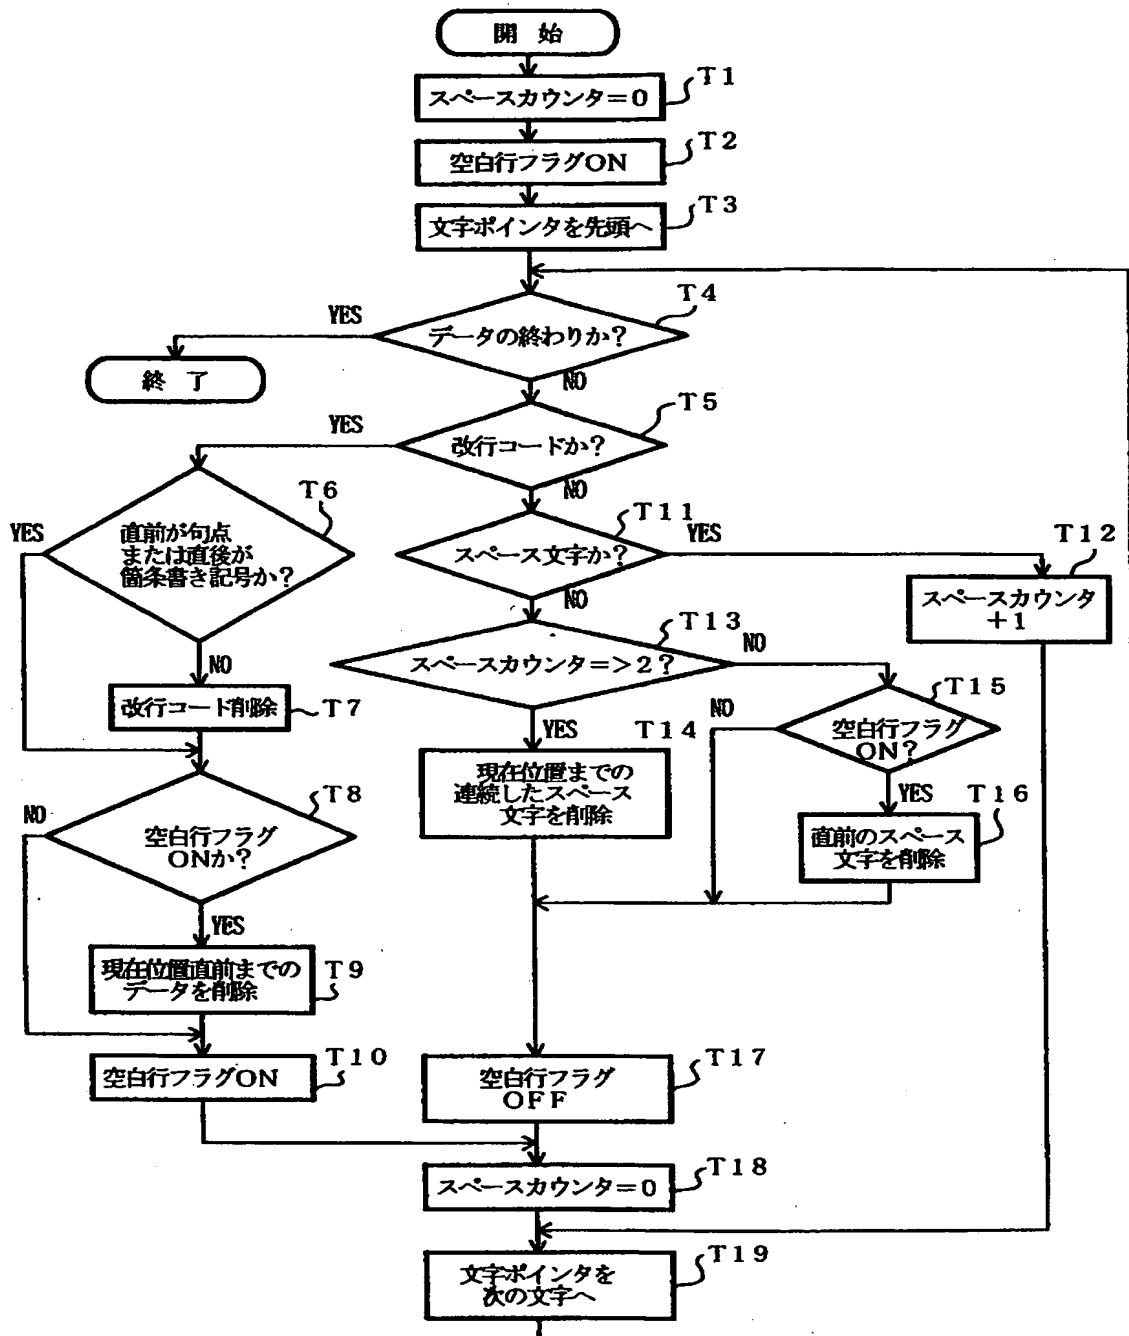 開 始
スペースカウンタ=0
T1
空白行フラグON
T2
文字ポインタを先頭へ
T3
データの終わりか?
T4
YES
NO
終 了
改行コードか?
T5
YES
NO
直前が句点
または直後が
箇条書き記号か?
T6
YES
NO
スペース文字か?
T11
YES
NO
スペースカウンタ
+1
T12
スペースカウンタ=>2?
T13
NO
YES
改行コード削除
T7
空白行フラグ
ON?
T15
NO
YES
現在位置までの
連続したスペース
文字を削除
T14
直前のスペース
文字を削除
T16
空白行フラグ
ONか?
T8
NO
YES
現在位置直前までの
データを削除
T9
空白行フラグON
T10
空白行フラグ
OFF
T17
スペースカウンタ=0
T18
文字ポインタを
次の文字へ
T19